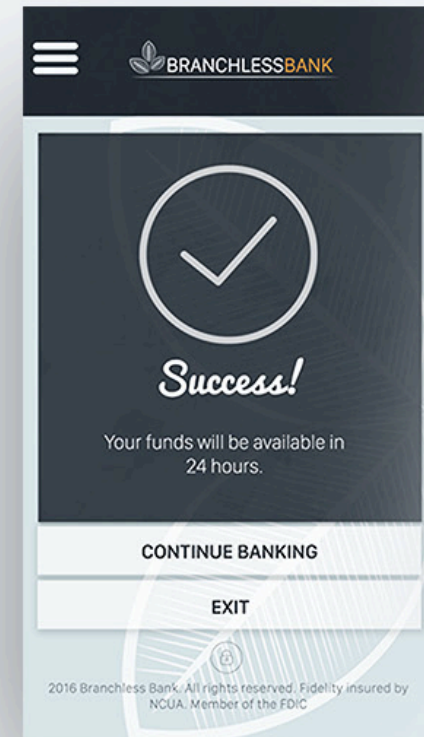 BRANCHLESSBANK
Success!
Your funds will be available in
24 hours.
CONTINUE BANKING
EXIT
2016 Branchless Bank. All rights reserved. Fidelity insured by
NCUA. Member of the FDIC